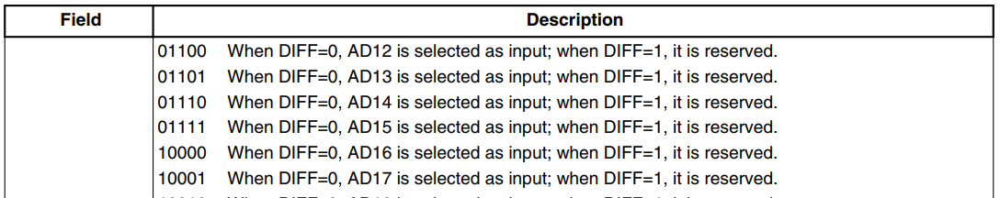 Field Description
01100 When DIFF=0, AD12 is selected as input; when DIFF=1, it is reserved.
01101 When DIFF=0, AD13 is selected as input; when DIFF=1, it is reserved.
01110 When DIFF=0, AD14 is selected as input; when DIFF=1, it is reserved.
01111 When DIFF=0, AD15 is selected as input; when DIFF=1, it is reserved.
10000 When DIFF=0, AD16 is selected as input; when DIFF=1, it is reserved.
10001 When DIFF=0, AD17 is selected as input; when DIFF=1, it is reserved.